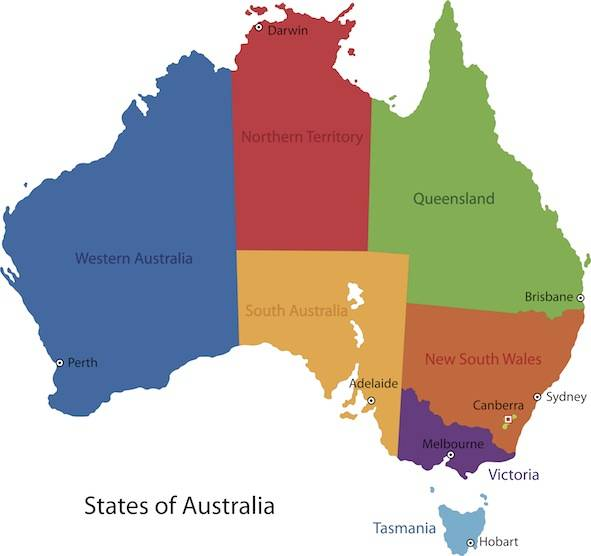 Darwin
Northern Territory
Queensland
Western Australia
Brisbane
South Australia
New South Wales
Perth
Adelaide
Sydney
Canberra
Melbourne
Victoria
States of Australia
Tasmania
Hobart